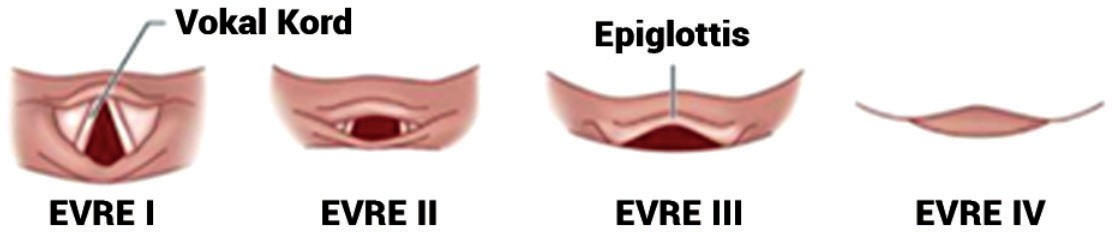 Vokal Kord
Epiglottis
EVRE I
EVRE II
EVRE III
EVRE IV